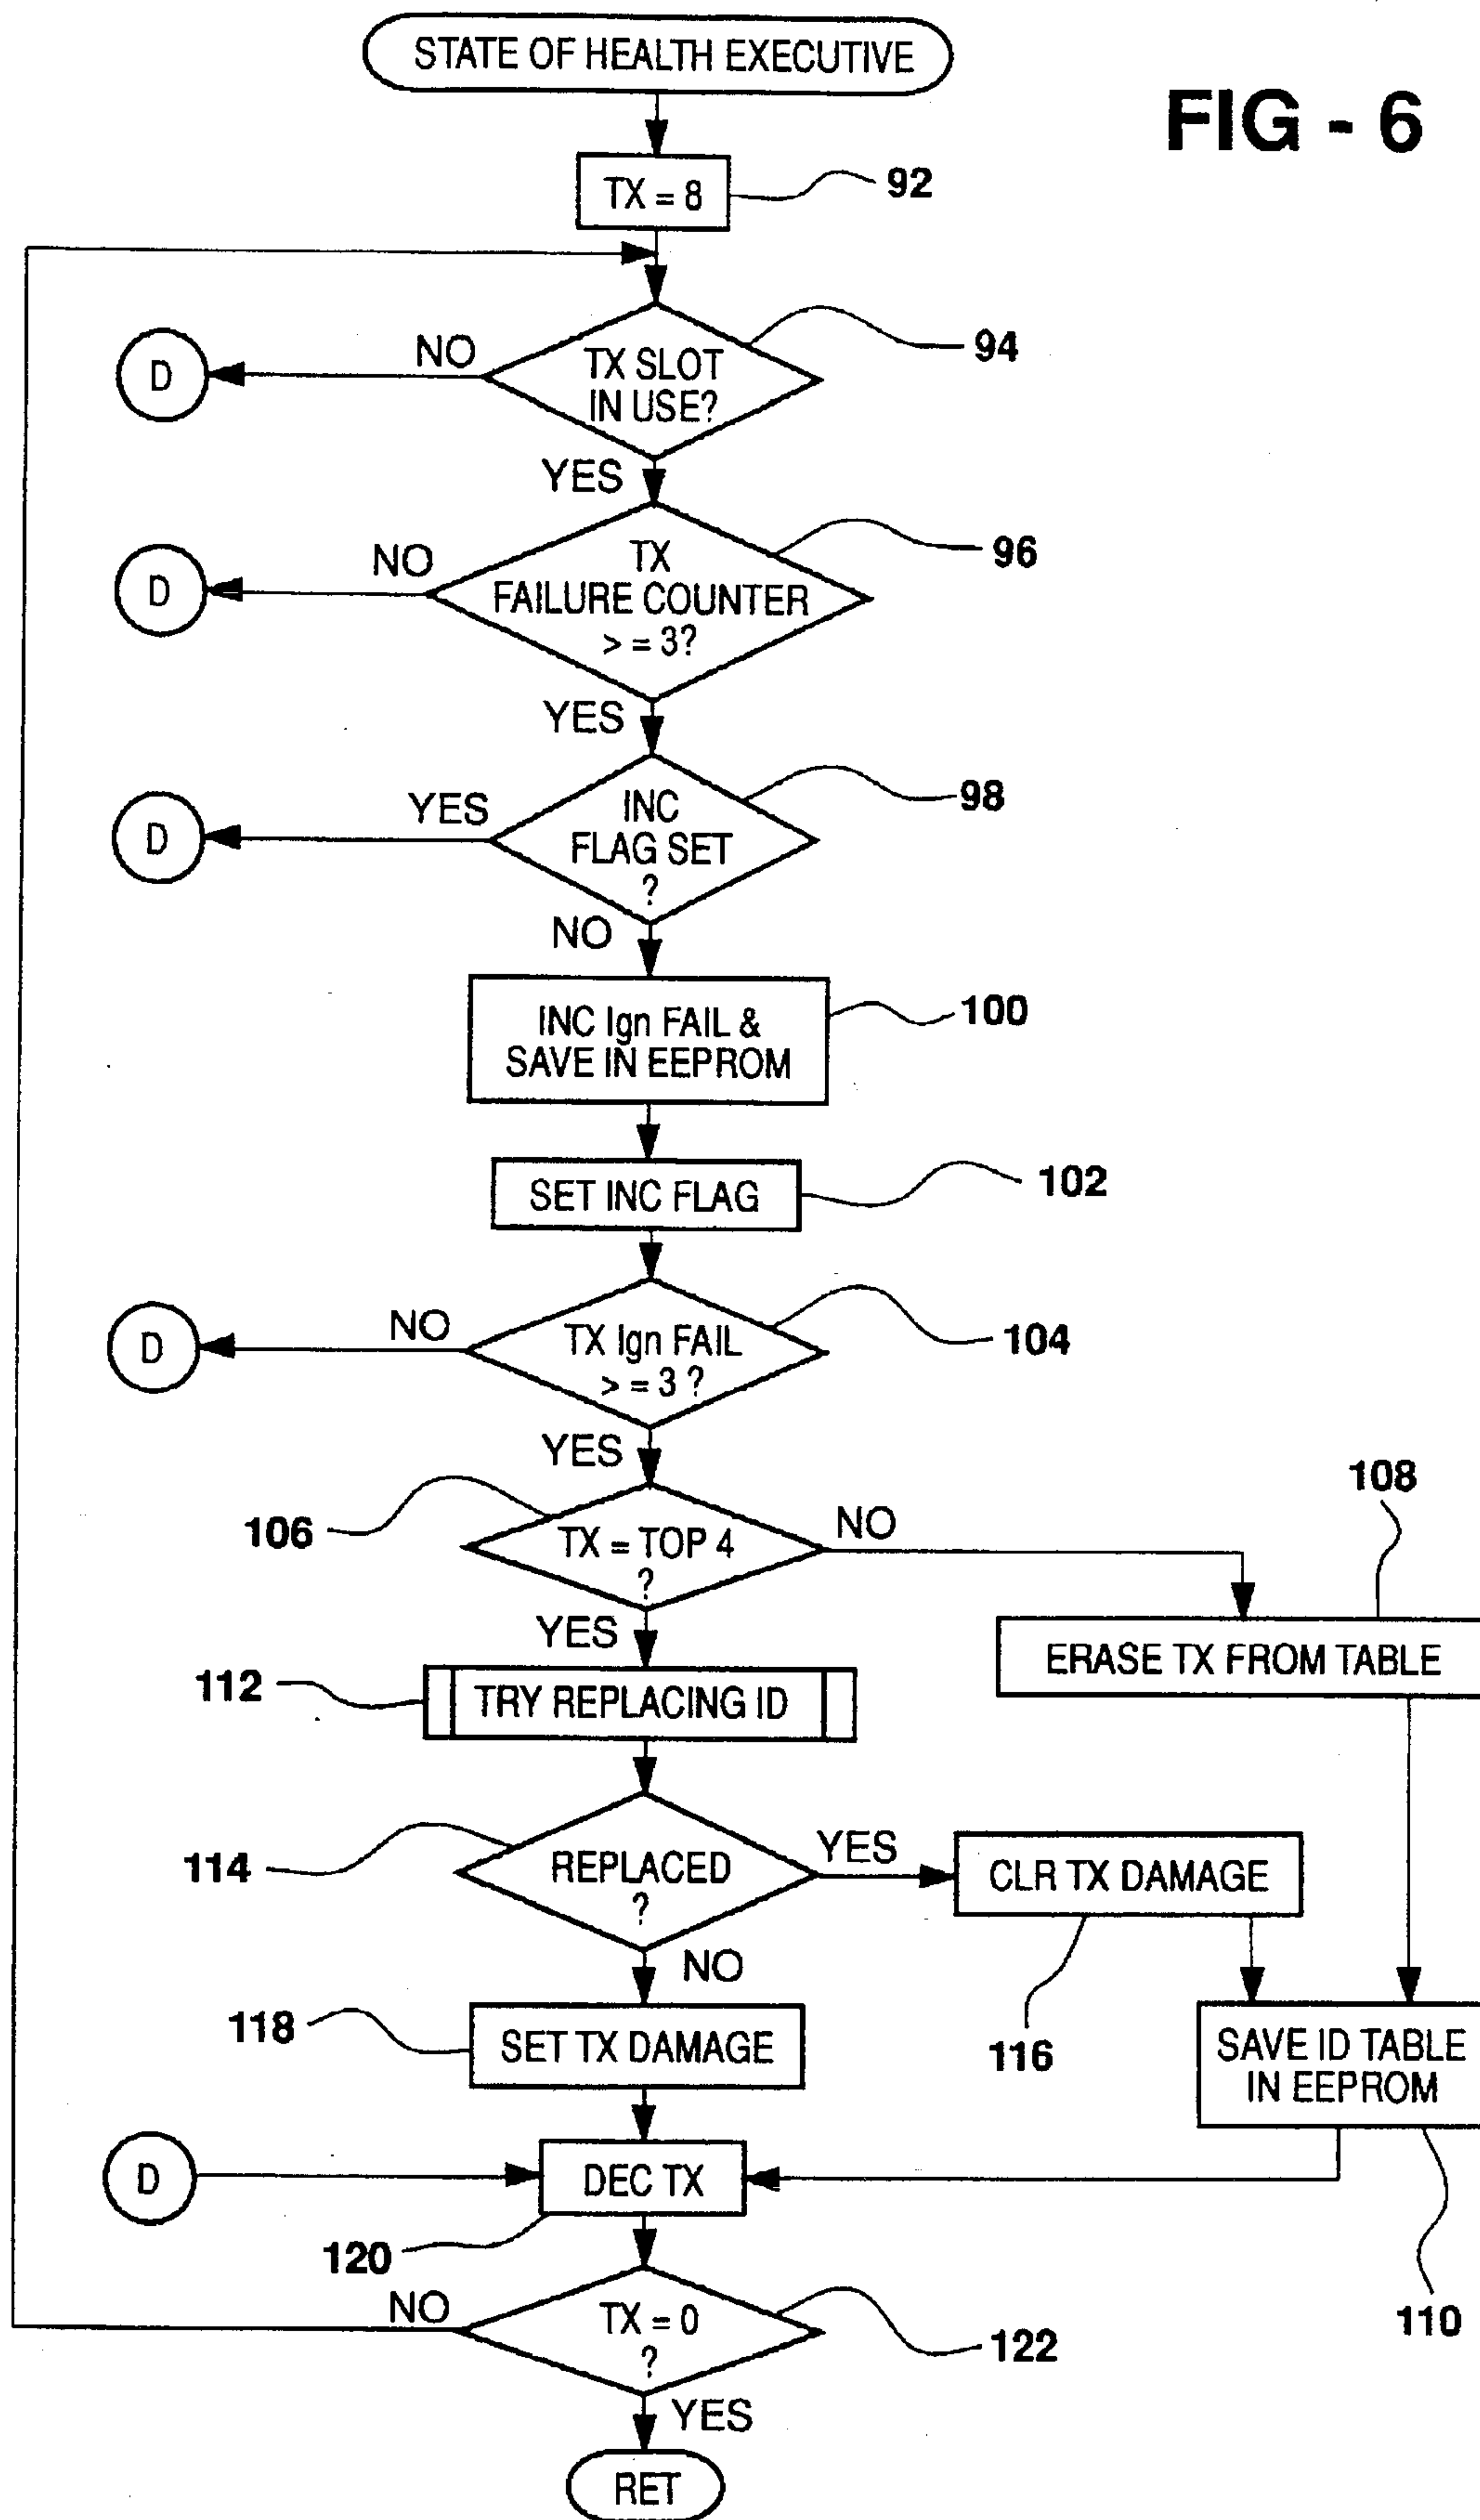 STATE OF HEALTH EXECUTIVE
FIG - 6
TX = 8
92
NO
D
TX SLOT
IN USE?
94
YES
NO
D
TX
FAILURE COUNTER
> = 3?
96
YES
YES
D
INC
FLAG SET
?
98
NO
INC Ign FAIL &
SAVE IN EEPROM
100
SET INC FLAG
102
NO
D
TX Ign FAIL
> = 3 ?
104
YES
106
TX = TOP 4
?
NO
108
YES
ERASE TX FROM TABLE
112
TRY REPLACING ID
114
REPLACED
?
YES
CLR TX DAMAGE
NO
116
118
SET TX DAMAGE
SAVE ID TABLE
IN EEPROM
D
DEC TX
120
110
NO
TX = 0
?
122
YES
RET